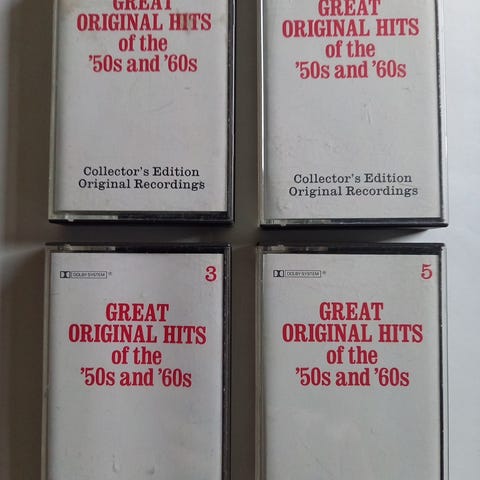 GREAT
ORIGINAL HITS
of the
'50s and '60s
Collector's Edition
Original Recordings
GREAT
ORIGINAL HITS
of the
'50s and '60s
Collector's Edition
Original Recordings
DOLBY SYSTEM ® 3
GREAT
ORIGINAL HITS
of the
'50s and '60s
DOLBY SYSTEM ® 5
GREAT
ORIGINAL HITS
of the
'50s and '60s